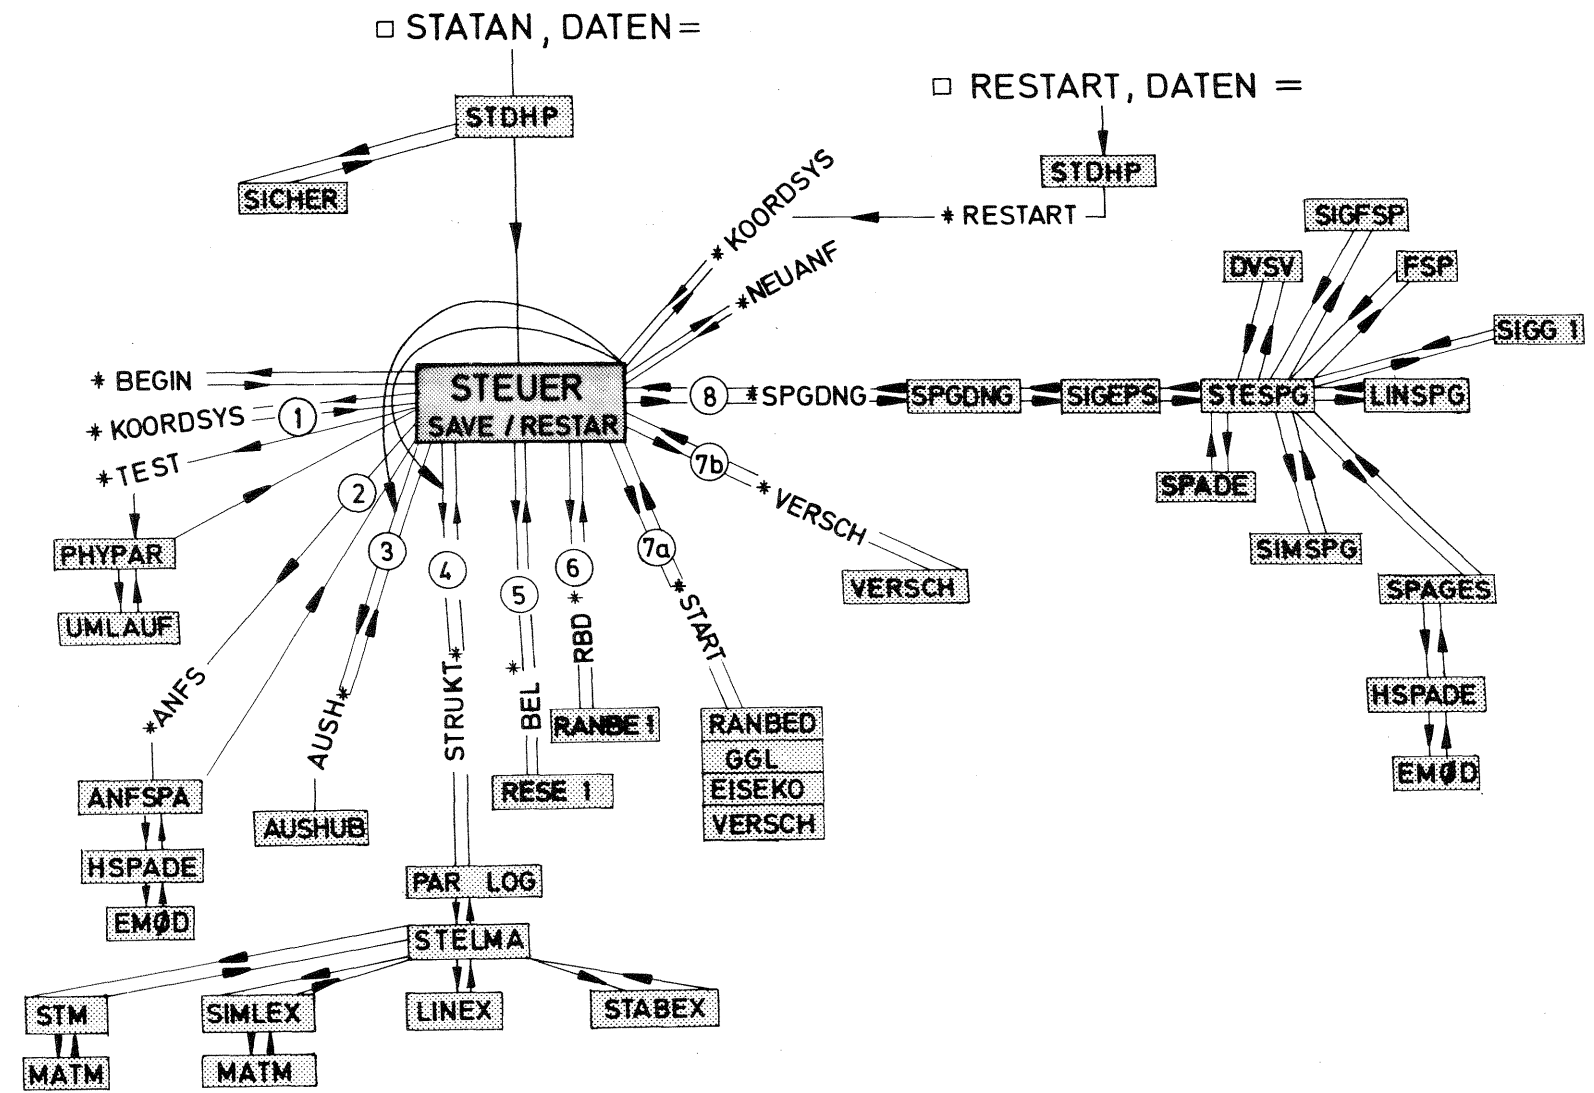 □ STATAN, DATEN=
□ RESTART, DATEN =
STDHP
STDHP
SICHER
* RESTART
* KOORDSYS
* NEUANF
SIGFSP
DVSV
FSP
SIGG 1
* BEGIN
* KOORDSYS
1
* TEST
STEUER
SAVE / RESTAR
8
* SPGDNG
SPGDNG
SIGEPS
STESPG
LINSPG
7b
* VERSCH
VERSCH
SPADE
SIMSPG
SPAGES
HSPADE
EMØD
PHYPAR
UMLAUF
2
* ANFS
ANFSPA
HSPADE
EMØD
3
AUSH*
AUSHUB
4
STRUKT*
PAR LOG
STELMA
STM
MATM
SIMLEX
MATM
LINEX
STABEX
5
* BEL
RESE 1
6
* RBD
RANBE 1
7a
* START
RANBED
GGL
EISEKO
VERSCH